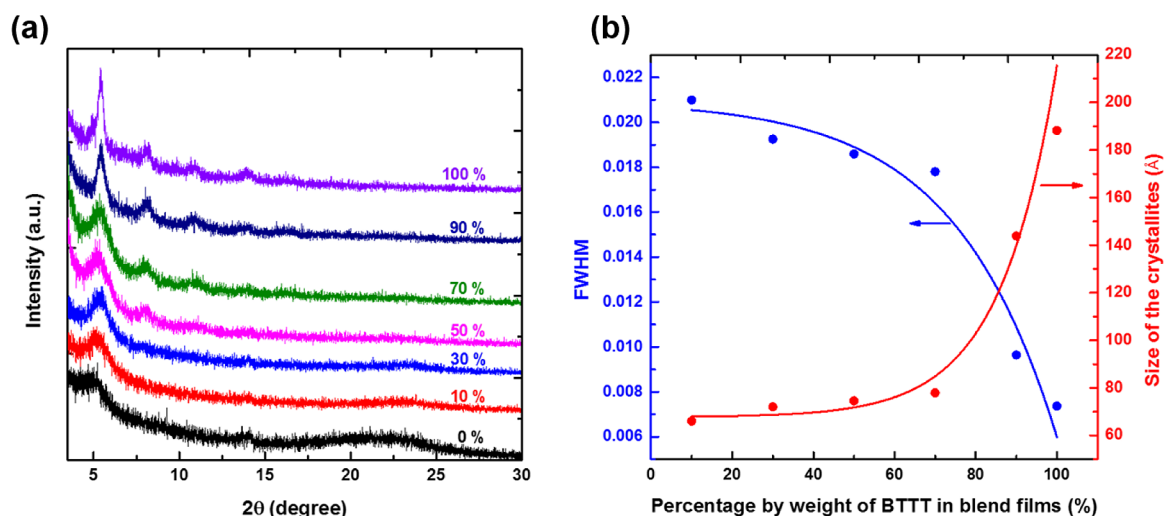 (a)
Intensity (a.u.)
100 %
90 %
70 %
50 %
30 %
10 %
0 %
5 10 15 20 25 30
2θ (degree)
(b)
FWHM
0.022
0.020
0.018
0.016
0.014
0.012
0.010
0.008
0.006
0 20 40 60 80 100
Percentage by weight of BTTT in blend films (%)
220
200
180
160
140
120
100
80
60
Size of the crystallites (Å)